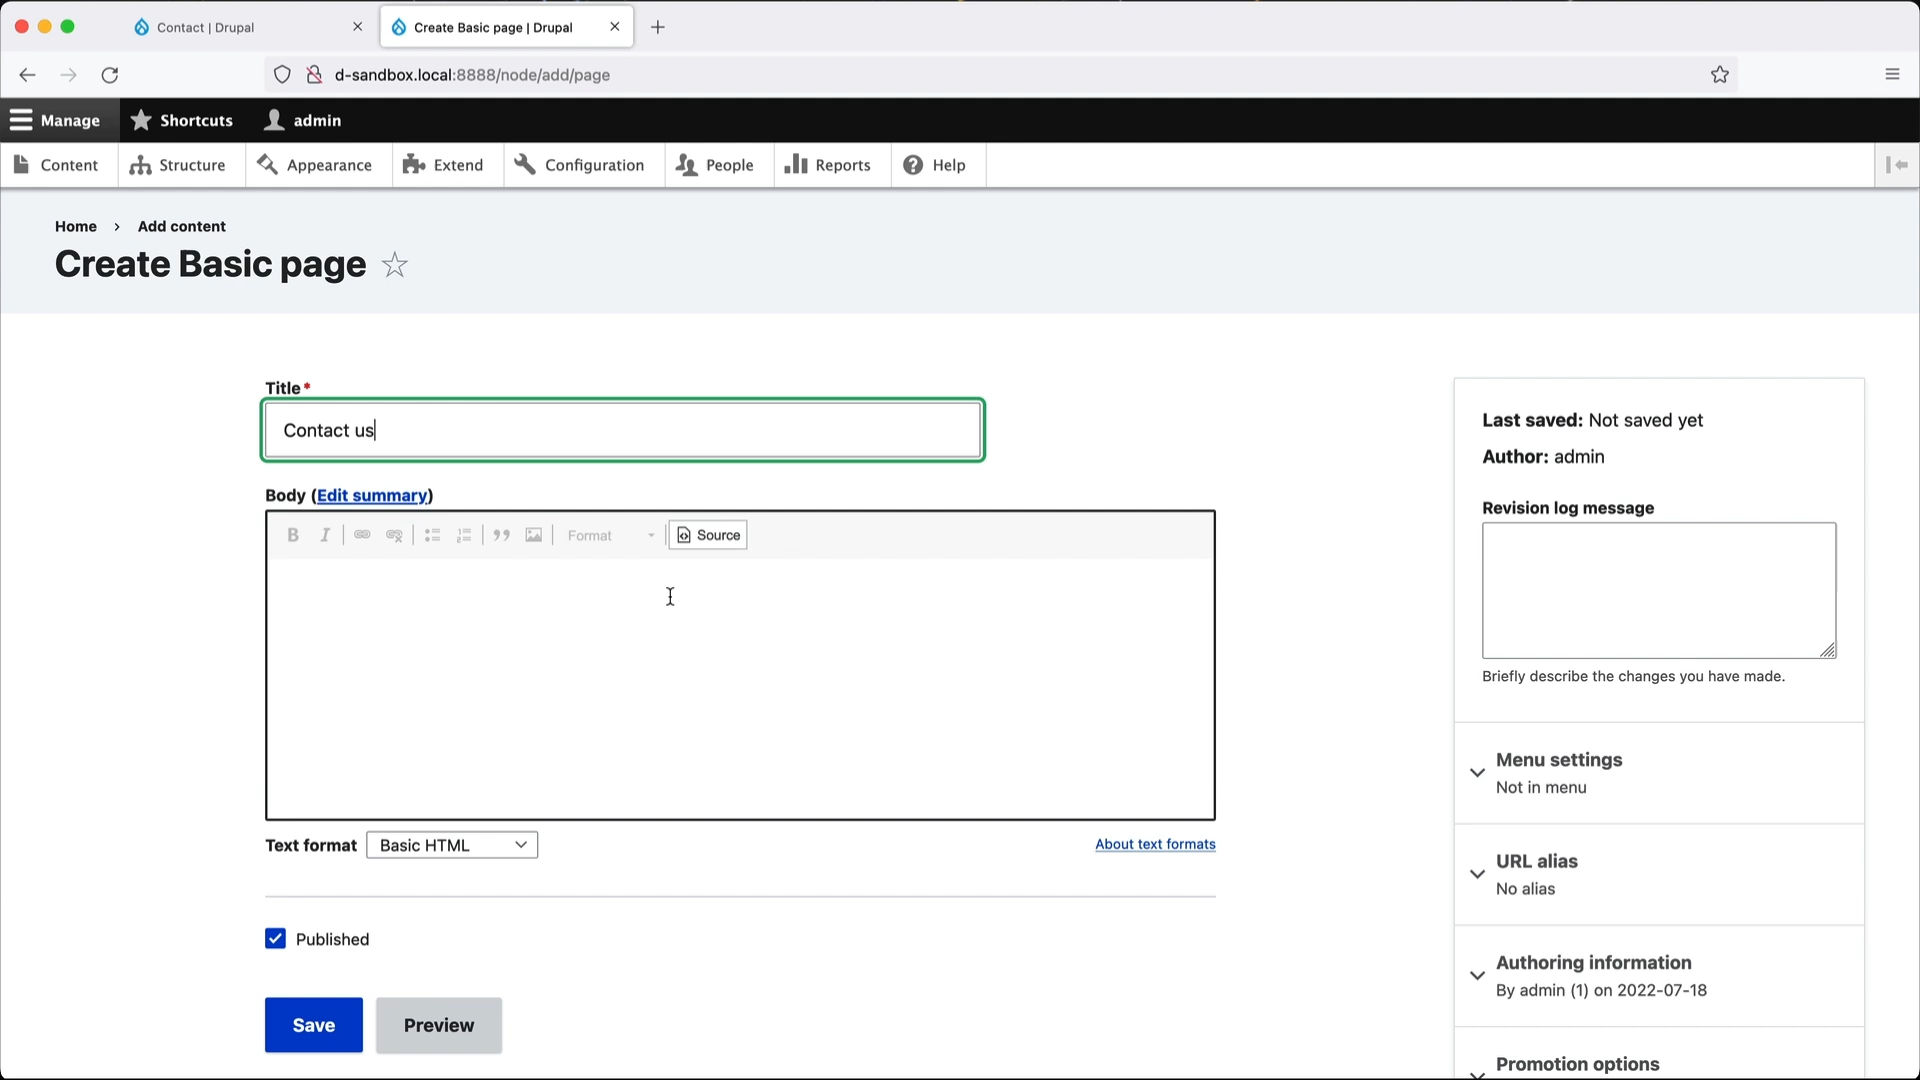 Contact | Drupal
Create Basic page | Drupal
d-sandbox.local:8888/node/add/page
Manage
Shortcuts
admin
Content
Structure
Appearance
Extend
Configuration
People
Reports
Help
Home › Add content
Create Basic page
Title*
Contact us
Body (Edit summary)
B I Format Source
Text format Basic HTML
About text formats
Published
Save
Preview
Last saved: Not saved yet
Author: admin
Revision log message
Briefly describe the changes you have made.
Menu settings
Not in menu
URL alias
No alias
Authoring information
By admin (1) on 2022-07-18
Promotion options